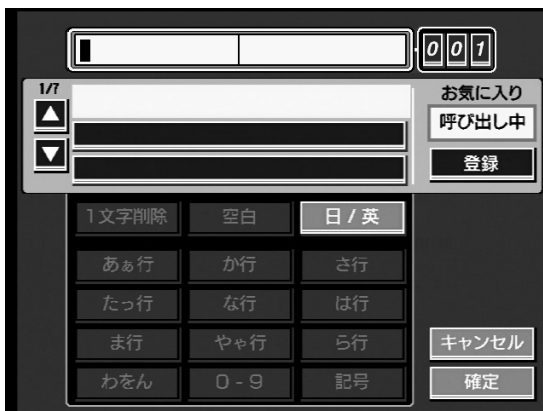 001
1/7
お気に入り
呼び出し中
登録
1文字削除 空白 日/英
あぁ行 か行 さ行
たっ行 な行 は行
ま行 やゃ行 ら行
わをん 0-9 記号
キャンセル
確定